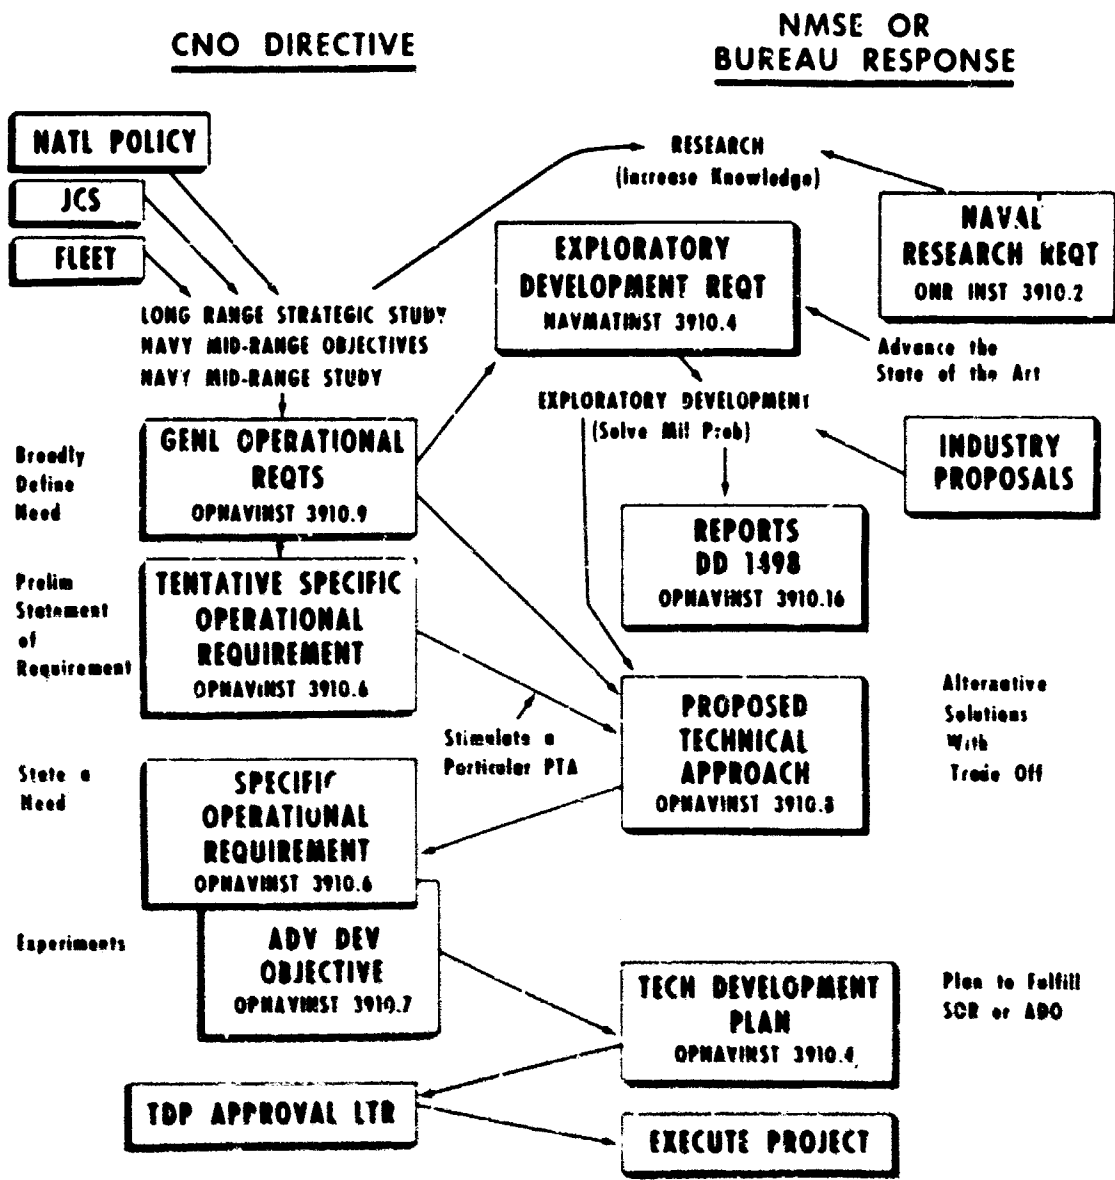 CNO DIRECTIVE
NMSE OR
BUREAU RESPONSE
NATL POLICY
JCS
FLEET
RESEARCH
(Increase Knowledge)
NAVAL
RESEARCH REQT
ONR INST 3910.2
EXPLORATORY
DEVELOPMENT REQT
NAVMATINST 3910.4
LONG RANGE STRATEGIC STUDY
NAVY MID-RANGE OBJECTIVES
NAVY MID-RANGE STUDY
Advance the
State of the Art
EXPLORATORY DEVELOPMENT
(Solve Mil Prob)
INDUSTRY
PROPOSALS
Broadly
Define
Need
GENL OPERATIONAL
REQTS
OPNAVINST 3910.9
REPORTS
DD 1498
OPNAVINST 3910.16
Prelim
Statement
of
Requirement
TENTATIVE SPECIFIC
OPERATIONAL
REQUIREMENT
OPNAVINST 3910.6
Stimulate a
Particular PTA
PROPOSED
TECHNICAL
APPROACH
OPNAVINST 3910.8
Alternative
Solutions
With
Trade Off
State a
Need
SPECIFIC
OPERATIONAL
REQUIREMENT
OPNAVINST 3910.6
Experiments
ADV DEV
OBJECTIVE
OPNAVINST 3910.7
TECH DEVELOPMENT
PLAN
OPNAVINST 3910.4
Plan to Fulfill
SOR or ADO
TDP APPROVAL LTR
EXECUTE PROJECT